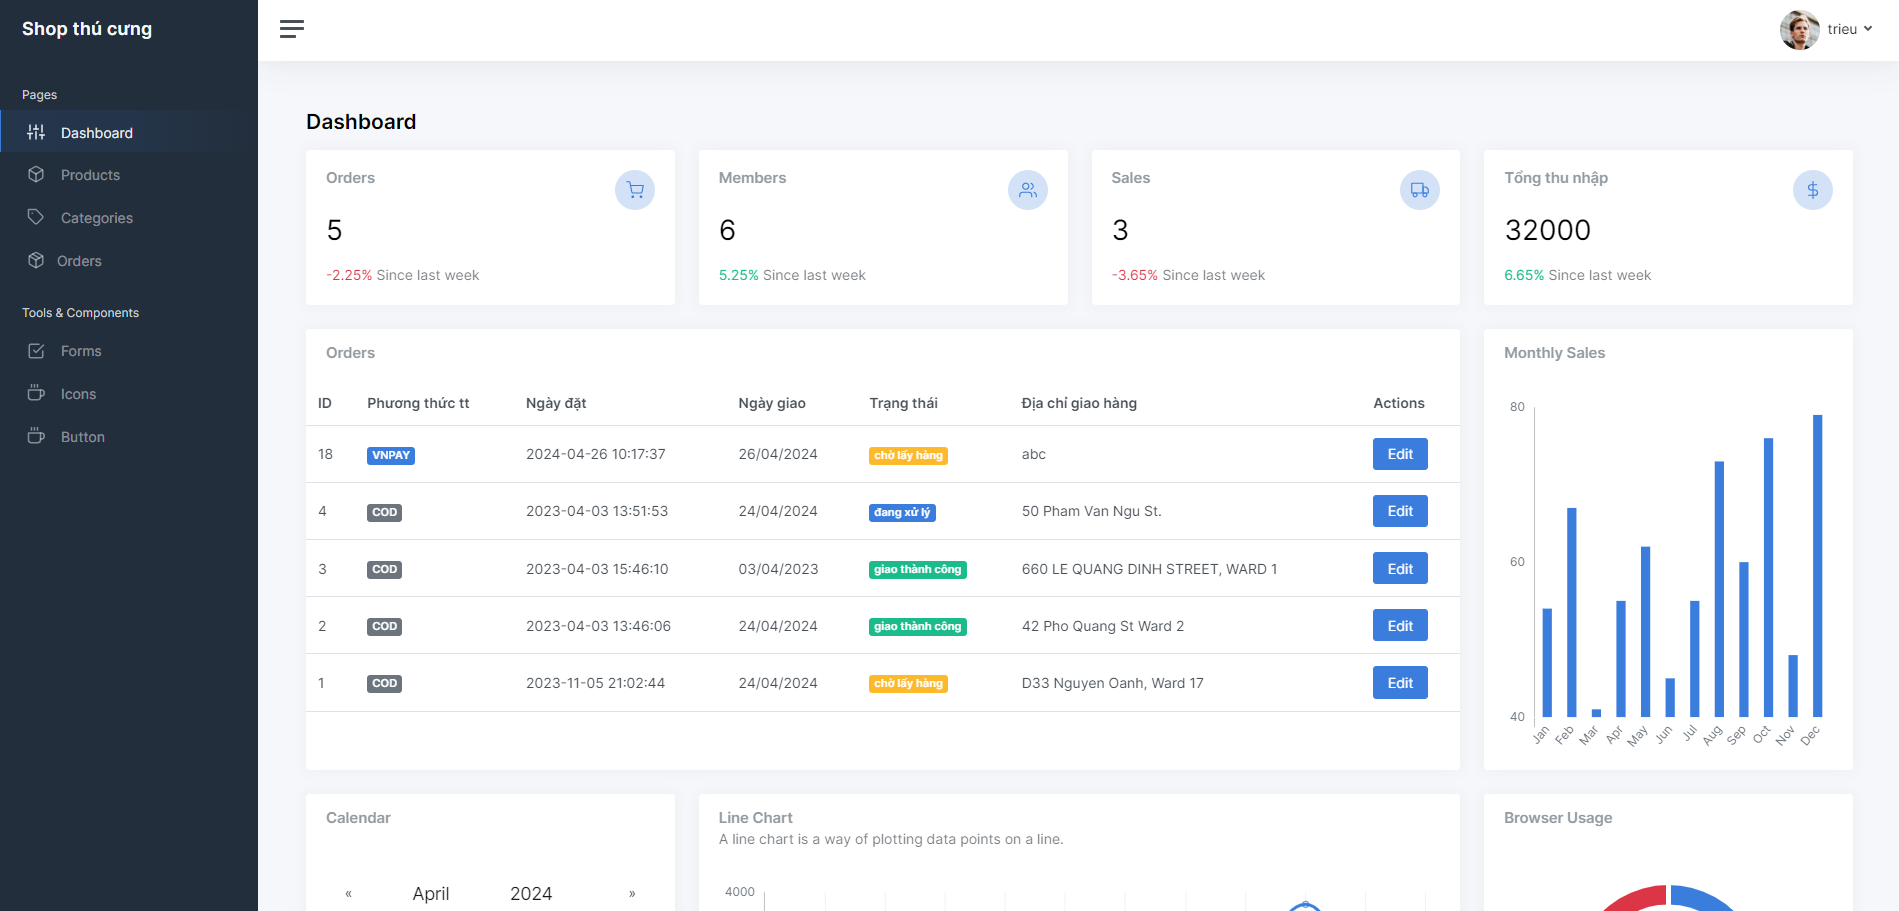 Shop thú cưng
trieu
Pages
Dashboard
Products
Categories
Orders
Tools & Components
Forms
Icons
Button
Dashboard
Orders
5
-2.25% Since last week
Members
6
5.25% Since last week
Sales
3
-3.65% Since last week
Tổng thu nhập
32000
6.65% Since last week
Orders
ID Phương thức tt Ngày đặt Ngày giao Trạng thái Địa chỉ giao hàng Actions
18 VNPAY 2024-04-26 10:17:37 26/04/2024 chờ lấy hàng abc Edit
4 COD 2023-04-03 13:51:53 24/04/2024 đang xử lý 50 Pham Van Ngu St. Edit
3 COD 2023-04-03 15:46:10 03/04/2023 giao thành công 660 LE QUANG DINH STREET, WARD 1 Edit
2 COD 2023-04-03 13:46:06 24/04/2024 giao thành công 42 Pho Quang St Ward 2 Edit
1 COD 2023-11-05 21:02:44 24/04/2024 chờ lấy hàng D33 Nguyen Oanh, Ward 17 Edit
Monthly Sales
80
60
40
Jan Feb Mar Apr May Jun Jul Aug Sep Oct Nov Dec
Calendar
« April 2024 »
Line Chart
A line chart is a way of plotting data points on a line.
4000
Browser Usage